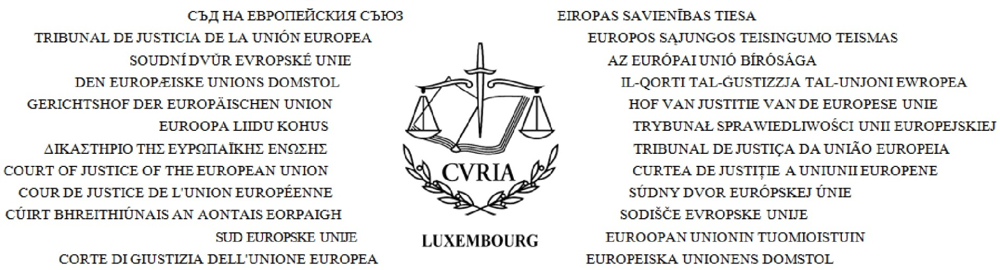 СЪД НА ЕВРОПЕЙСКИЯ СЪЮЗ
TRIBUNAL DE JUSTICIA DE LA UNIÓN EUROPEA
SOUDNÍ DVŮR EVROPSKÉ UNIE
DEN EUROPÆISKE UNIONS DOMSTOL
GERICHTSHOF DER EUROPÄISCHEN UNION
EUROOPA LIIDU KOHUS
ΔΙΚΑΣΤΗΡΙΟ ΤΗΣ ΕΥΡΩΠΑΪΚΗΣ ΕΝΩΣΗΣ
COURT OF JUSTICE OF THE EUROPEAN UNION
COUR DE JUSTICE DE L'UNION EUROPÉENNE
CÚIRT BHREITHIÚNAIS AN AONTAIS EORPAIGH
SUD EUROPSKE UNIJE
CORTE DI GIUSTIZIA DELL'UNIONE EUROPEA
CVRIA
LUXEMBOURG
EIROPAS SAVIENĪBAS TIESA
EUROPOS SĄJUNGOS TEISINGUMO TEISMAS
AZ EURÓPAI UNIÓ BÍRÓSÁGA
IL-QORTI TAL-ĠUSTIZZJA TAL-UNJONI EWROPEA
HOF VAN JUSTITIE VAN DE EUROPESE UNIE
TRYBUNAŁ SPRAWIEDLIWOŚCI UNII EUROPEJSKIEJ
TRIBUNAL DE JUSTIÇA DA UNIÃO EUROPEIA
CURTEA DE JUSTIȚIE A UNIUNII EUROPENE
SÚDNY DVOR EURÓPSKEJ ÚNIE
SODIŠČE EVROPSKE UNIJE
EUROOPAN UNIONIN TUOMIOISTUIN
EUROPEISKA UNIONENS DOMSTOL